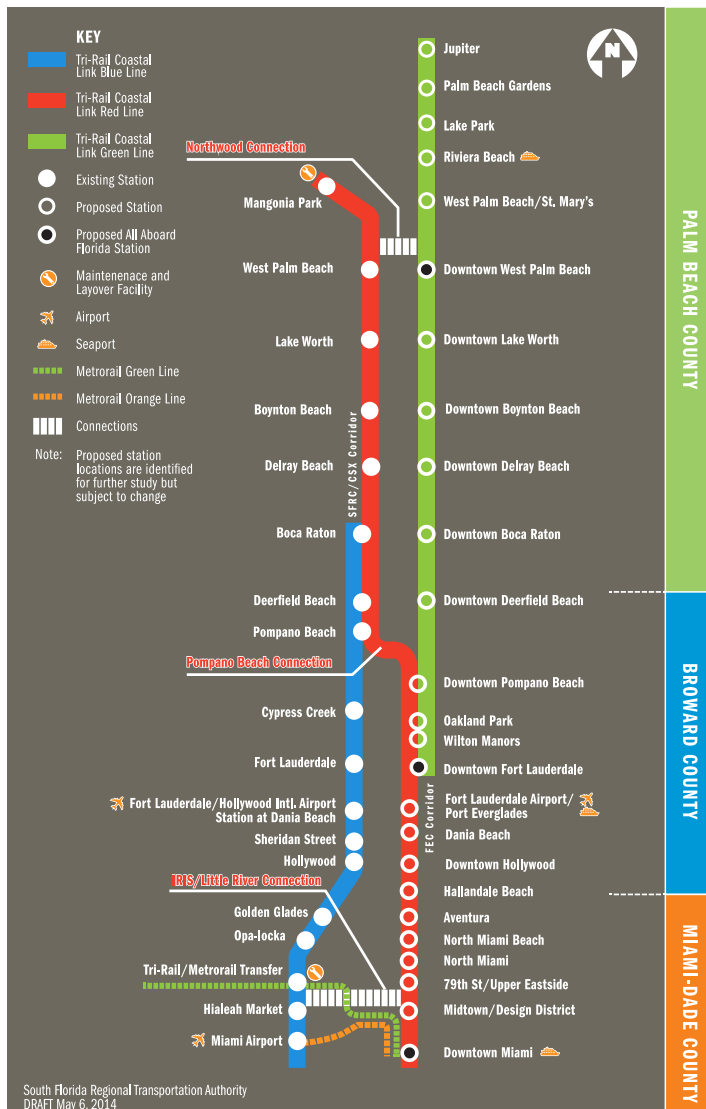 KEY
Tri-Rail Coastal
Link Blue Line
Tri-Rail Coastal
Link Red Line
Tri-Rail Coastal
Link Green Line
Existing Station
Proposed Station
Proposed All Aboard
Florida Station
Maintenenace and
Layover Facility
Airport
Seaport
Metrorail Green Line
Metrorail Orange Line
Connections
Note:
Proposed station
locations are identified
for further study but
subject to change
N
Northwood Connection
Mangonia Park
West Palm Beach
Lake Worth
Boynton Beach
Delray Beach
SFRC/CSX Corridor
Boca Raton
Deerfield Beach
Pompano Beach
Pompano Beach Connection
Cypress Creek
Fort Lauderdale
Fort Lauderdale/Hollywood Intl. Airport
Station at Dania Beach
Sheridan Street
Hollywood
IRIS/Little River Connection
Golden Glades
Opa-locka
Tri-Rail/Metrorail Transfer
Hialeah Market
Miami Airport
Jupiter
Palm Beach Gardens
Lake Park
Riviera Beach
West Palm Beach/St. Mary's
Downtown West Palm Beach
Downtown Lake Worth
Downtown Boynton Beach
Downtown Delray Beach
Downtown Boca Raton
Downtown Deerfield Beach
Downtown Pompano Beach
Oakland Park
Wilton Manors
Downtown Fort Lauderdale
FEC Corridor
Fort Lauderdale Airport/
Port Everglades
Dania Beach
Downtown Hollywood
Hallandale Beach
Aventura
North Miami Beach
North Miami
79th St/Upper Eastside
Midtown/Design District
Downtown Miami
PALM BEACH COUNTY
BROWARD COUNTY
MIAMI-DADE COUNTY
South Florida Regional Transportation Authority
DRAFT May 6, 2014